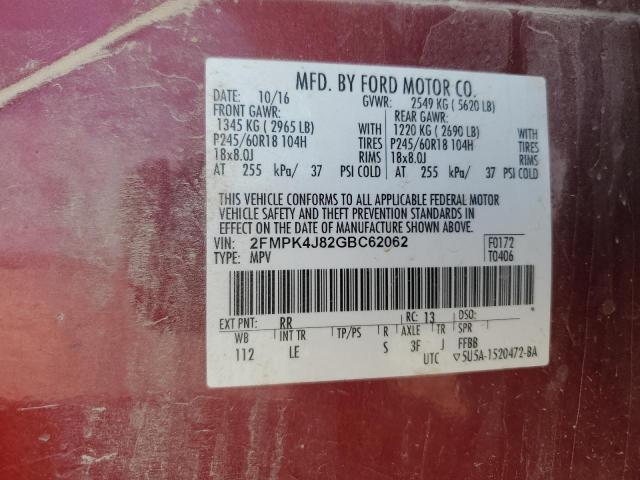 MFD. BY FORD MOTOR CO.
DATE: 10/16 GVWR: 2549 KG ( 5620 LB)
FRONT GAWR: REAR GAWR:
1345 KG ( 2965 LB) WITH 1220 KG ( 2690 LB) WITH
P245/60R18 104H TIRES P245/60R18 104H TIRES
18x8.0J RIMS 18x8.0J RIMS
AT 255 kPa/ 37 PSI COLD AT 255 kPa/ 37 PSI COLD
THIS VEHICLE CONFORMS TO ALL APPLICABLE FEDERAL MOTOR
VEHICLE SAFETY AND THEFT PREVENTION STANDARDS IN
EFFECT ON THE DATE OF MANUFACTURE SHOWN ABOVE.
VIN: 2FMPK4J82GBC62062 F0172
TYPE: MPV T0406
EXT PNT: RR RC: 13 DSO:
WB INT TR TP/PS R AXLE TR SPR
112 LE S 3F J FFBB
UTC ▽5U5A-1520472-BA